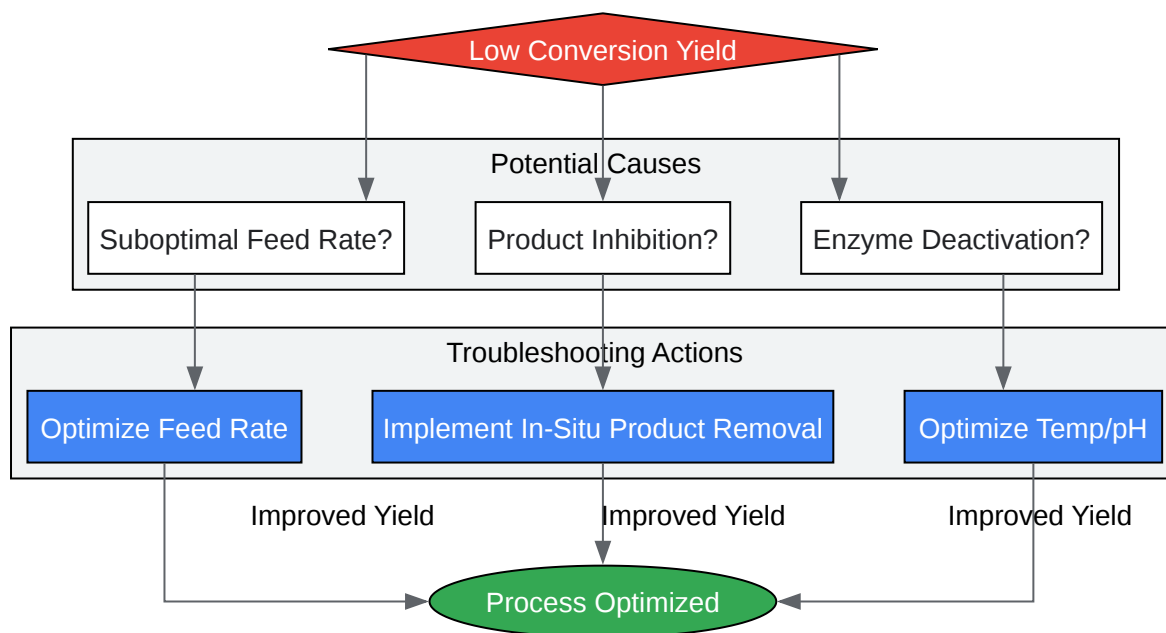 Low Conversion Yield
Potential Causes
Suboptimal Feed Rate?
Product Inhibition?
Enzyme Deactivation?
Troubleshooting Actions
Optimize Feed Rate
Implement In-Situ Product Removal
Optimize Temp/pH
Improved Yield
Improved Yield
Improved Yield
Process Optimized